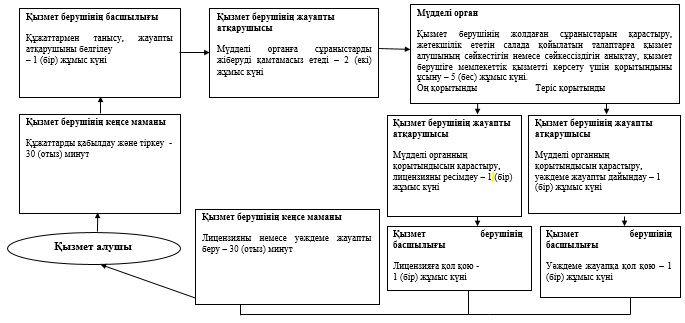 Қызмет берушінің басшылығы
Құжаттармен танысу, жауапты
атқарушыны белгілеу
– 1 (бір) жұмыс күні
Қызмет берушінің жауапты
атқарушысы
Мүдделі органға сұраныстарды
жіберуді қамтамасыз етеді – 2 (екі)
жұмыс күні
Мүдделі орган
Қызмет берушінің жолдаған сұраныстарын қарастыру,
жетекшілік ететін салада қойылатын талаптарға қызмет
алушының сәйкестігін немесе сәйкессіздігін анықтау, қызмет
берушіге мемлекеттік қызметті көрсету үшін қорытындыны
ұсыну – 5 (бес) жұмыс күні.
Оң қорытынды Теріс қорытынды
Қызмет берушінің кеңсе маманы
Құжаттарды қабылдау және тіркеу -
30 (отыз) минут
Қызмет берушінің жауапты
атқарушысы
Мүдделі органның
қорытындысын қарастыру,
лицензияны ресімдеу – 1 (бір)
жұмыс күні
Қызмет берушінің жауапты
атқарушысы
Мүдделі органның
қорытындысын қарастыру,
уәждеме жауапты дайындау – 1
(бір) жұмыс күні
Қызмет алушы
Қызмет берушінің кеңсе маманы
Лицензияны немесе уәждеме жауапты
беру – 30 (отыз) минут
Қызмет берушінің
басшылығы
Лицензияға қол қою -
1 (бір) жұмыс күні
Қызмет берушінің
басшылығы
Уәждеме жауапқа қол қою – 1
(бір) жұмыс күні